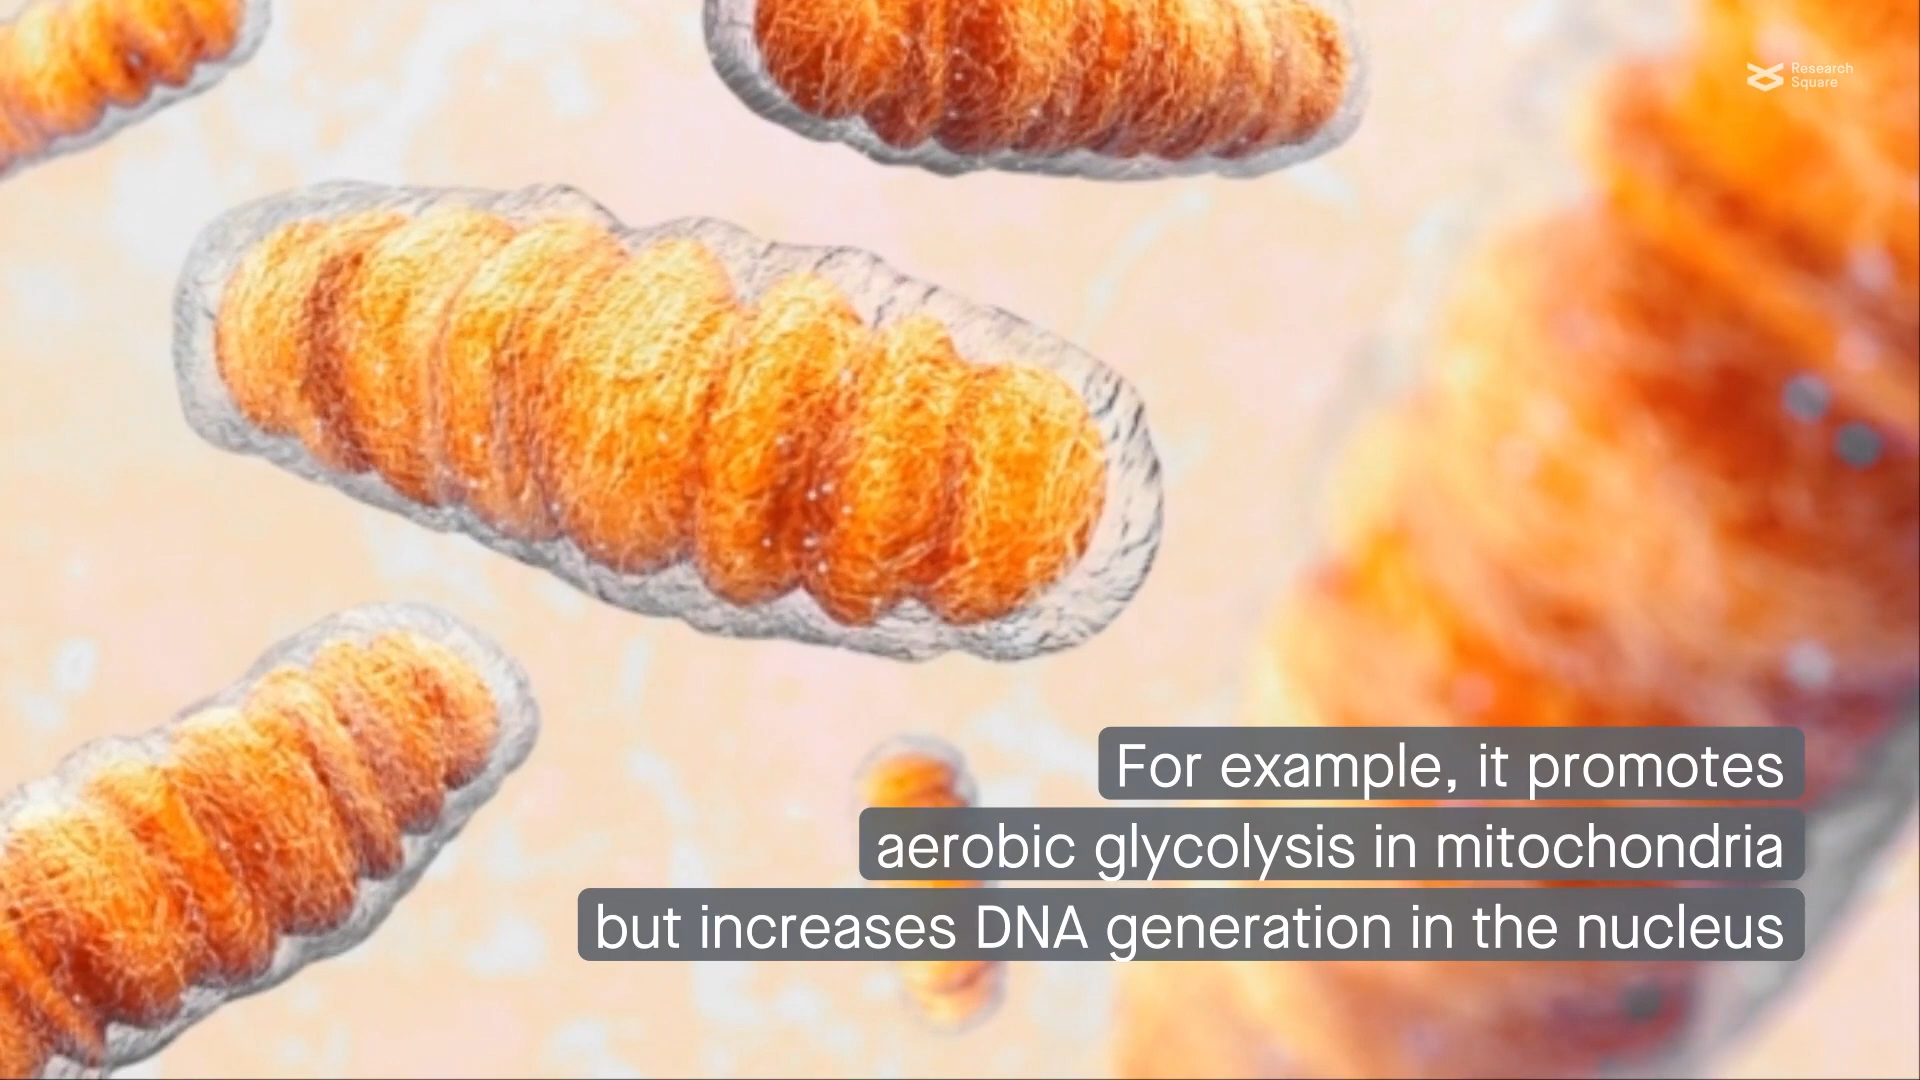 Research
Square
For example, it promotes
aerobic glycolysis in mitochondria
but increases DNA generation in the nucleus